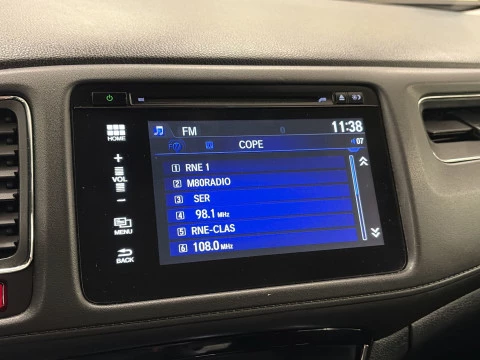 FM 11:38
COPE 07
HOME
1 RNE 1
+
VOL
-
2 M80RADIO
3 SER
4 98.1 MHz
5 RNE-CLAS
6 108.0 MHz
MENU
BACK